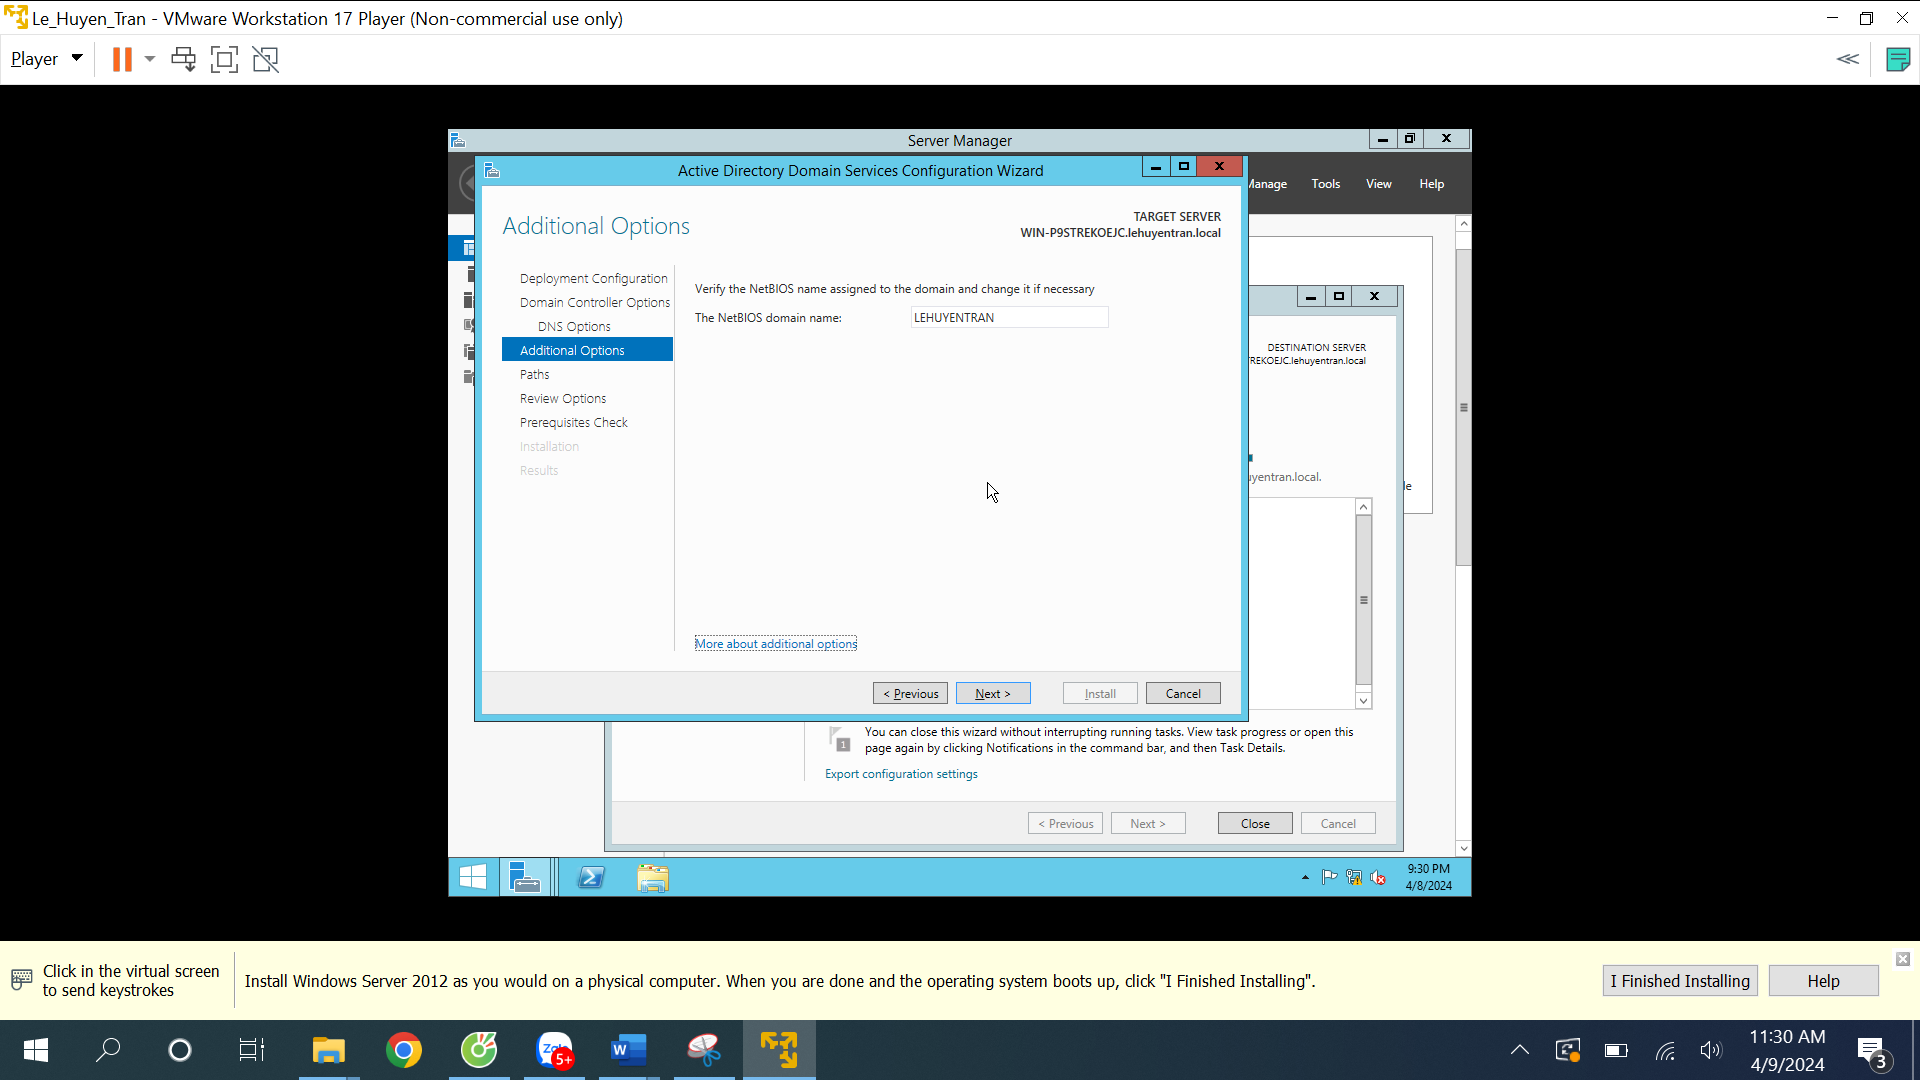 Le_Huyen_Tran - VMware Workstation 17 Player (Non-commercial use only)
Player
Server Manager
Manage Tools View Help
Active Directory Domain Services Configuration Wizard
Additional Options
TARGET SERVER
WIN-P9STREKOEJC.lehuyentran.local
Deployment Configuration
Domain Controller Options
DNS Options
Additional Options
Paths
Review Options
Prerequisites Check
Installation
Results
Verify the NetBIOS name assigned to the domain and change it if necessary
The NetBIOS domain name: LEHUYENTRAN
More about additional options
< Previous Next > Install Cancel
DESTINATION SERVER
TREKOEJC.lehuyentran.local
uyentran.local.
le
1
You can close this wizard without interrupting running tasks. View task progress or open this
page again by clicking Notifications in the command bar, and then Task Details.
Export configuration settings
< Previous Next > Close Cancel
9:30 PM
4/8/2024
Click in the virtual screen
to send keystrokes
Install Windows Server 2012 as you would on a physical computer. When you are done and the operating system boots up, click "I Finished Installing".
I Finished Installing Help
Zalo 5+
W
11:30 AM
4/9/2024
3